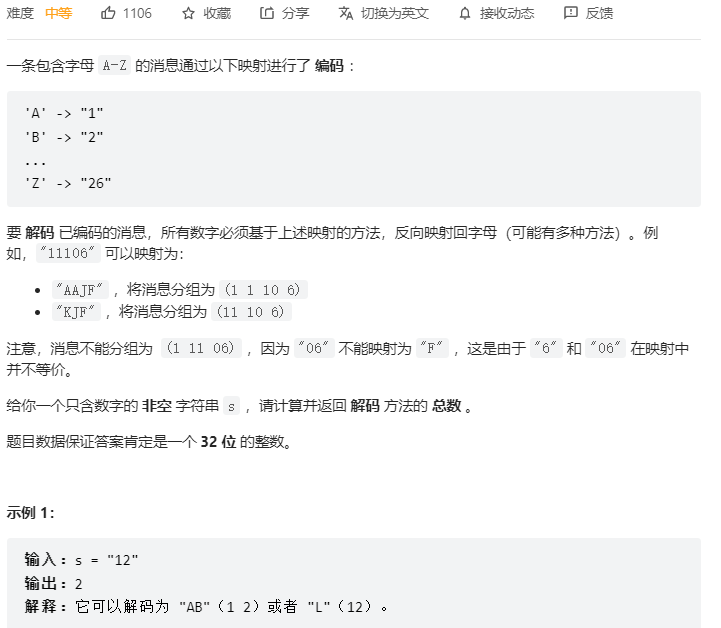 难度 中等 1106 收藏 分享 切换为英文 接收动态 反馈
一条包含字母 A-Z 的消息通过以下映射进行了 编码 ：
'A' -> "1"
'B' -> "2"
...
'Z' -> "26"
要 解码 已编码的消息，所有数字必须基于上述映射的方法，反向映射回字母（可能有多种方法）。例
如，"11106" 可以映射为：
• "AAJF" ，将消息分组为 (1 1 10 6)
• "KJF" ，将消息分组为 (11 10 6)
注意，消息不能分组为 (1 11 06) ，因为 "06" 不能映射为 "F" ，这是由于 "6" 和 "06" 在映射中
并不等价。
给你一个只含数字的 非空 字符串 s ，请计算并返回 解码 方法的 总数 。
题目数据保证答案肯定是一个 32 位 的整数。
示例 1：
输入：s = "12"
输出：2
解释：它可以解码为 "AB"（1 2）或者 "L"（12）。